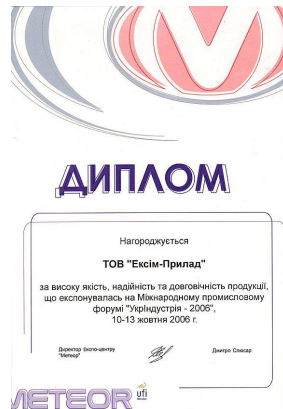 ДИПЛОМ
Нагороджується
ТОВ "Ексім-Прилад"
за високу якість, надійність та довговічність продукції,
що експонувалась на Міжнародному промисловому
форумі "УкрІндустрія - 2006",
10-13 жовтня 2006 г.
Директор Експо-центру
"Метеор"
Дмитро Слюсар
METEOR
ufi